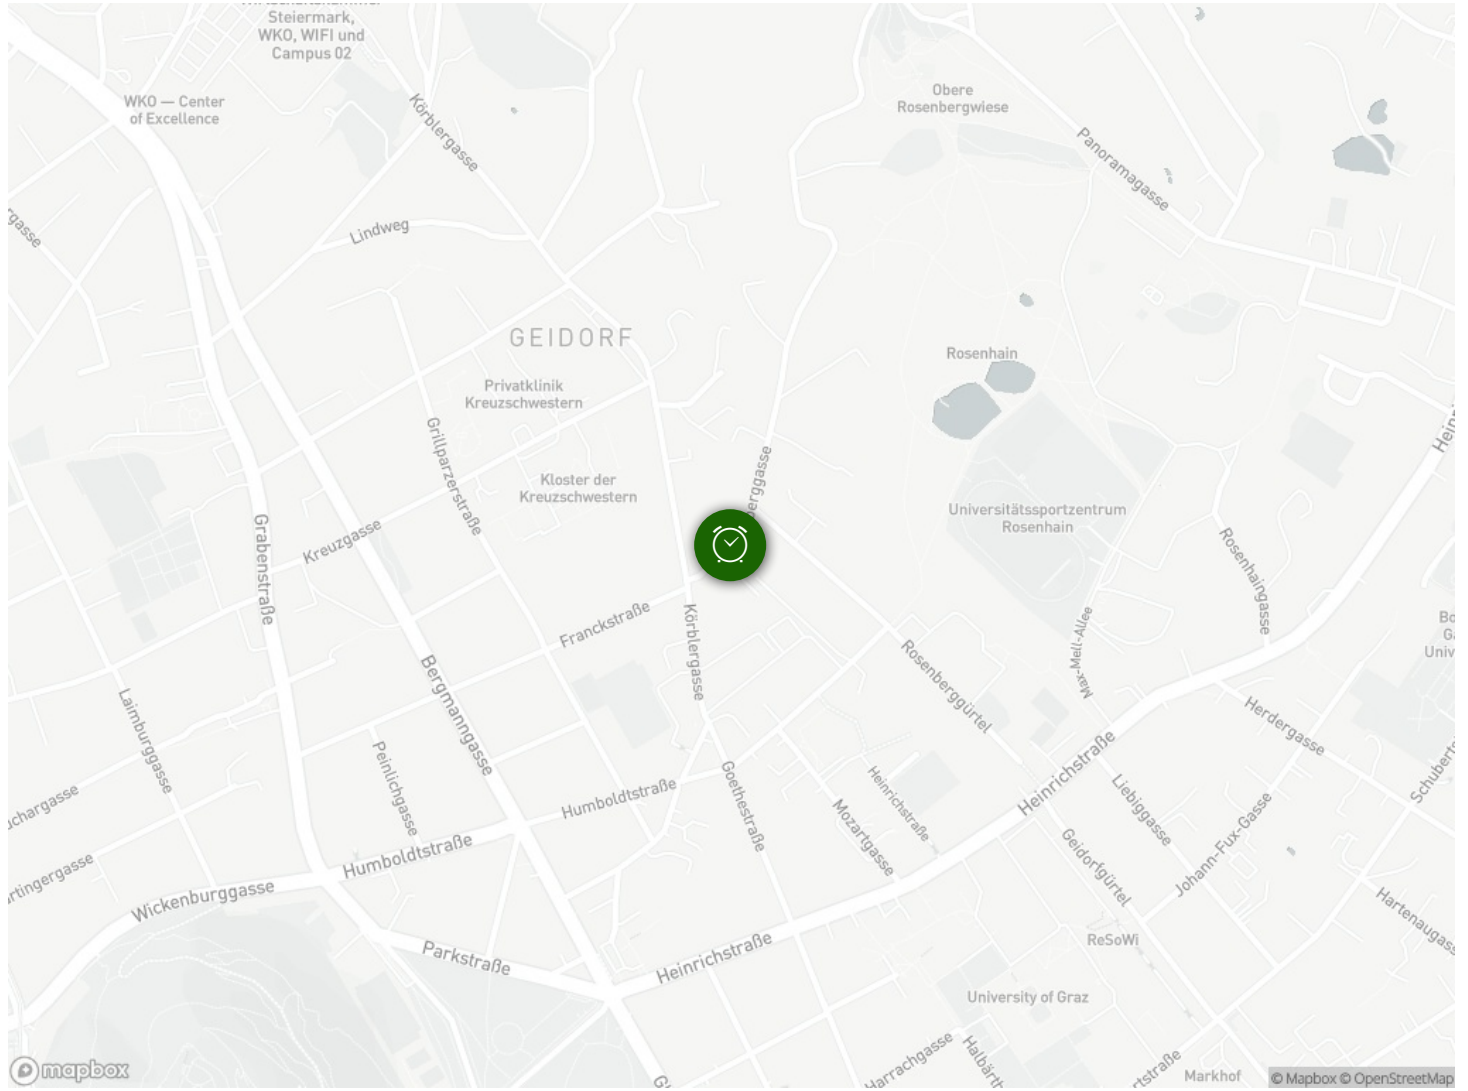 Steiermark,
WKO, WIFI und
Campus 02
WKO — Center
of Excellence
Körblergasse
Obere
Rosenbergwiese
Panoramagasse
Lindweg
GEIDORF
Privatklinik
Kreuzschwestern
Rosenhain
Grillparzerstraße
Kloster der
Kreuzschwestern
Universitätssportzentrum
Rosenhain
Grabenstraße
Kreuzgasse
Rosenhaingasse
Franckstraße
Körblergasse
Max-Mell-Allee
Bergmanngasse
Rosenberggürtel
Laimburggasse
Peinlichgasse
Herdergasse
Heinrichstraße
Goethestraße
Humboldtstraße
Mozartgasse
Heinrichstraße
Liebiggasse
Johann-Fux-Gasse
Humboldtstraße
Geidorfgürtel
Wickenburggasse
Parkstraße
Heinrichstraße
ReSoWi
University of Graz
Markhof
mapbox
© Mapbox © OpenStreetMap